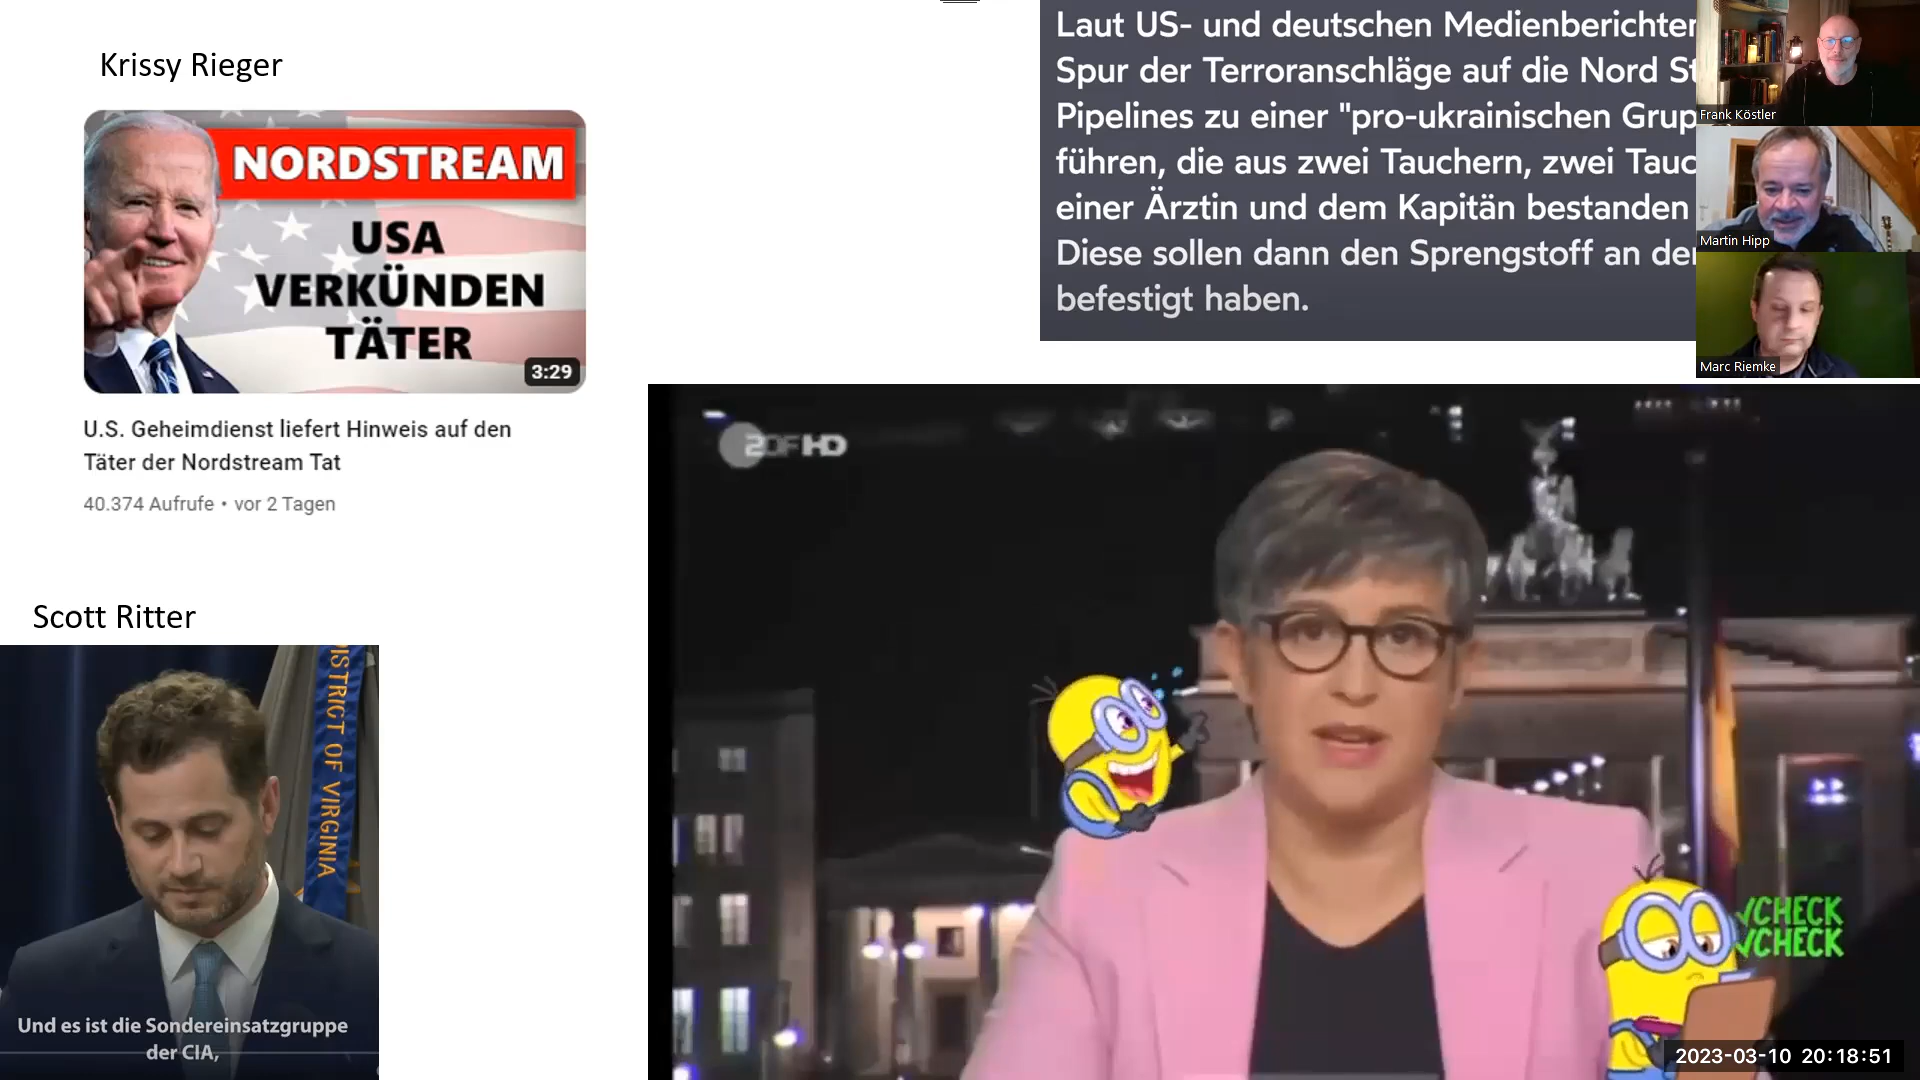 Krissy Rieger
NORDSTREAM
USA
VERKÜNDEN
TÄTER
3:29
U.S. Geheimdienst liefert Hinweis auf den
Täter der Nordstream Tat
40.374 Aufrufe • vor 2 Tagen
Scott Ritter
ISTRICT OF VIRGINIA
Und es ist die Sondereinsatzgruppe
der CIA,
Laut US- und deutschen Medienberichten
Spur der Terroranschläge auf die Nord St
Pipelines zu einer "pro-ukrainischen Grup
führen, die aus zwei Tauchern, zwei Tauc
einer Ärztin und dem Kapitän bestanden
Diese sollen dann den Sprengstoff an de
befestigt haben.
Frank Köstler
Martin Hipp
Marc Riemke
ZDF HD
√CHECK
√CHECK
2023-03-10 20:18:51